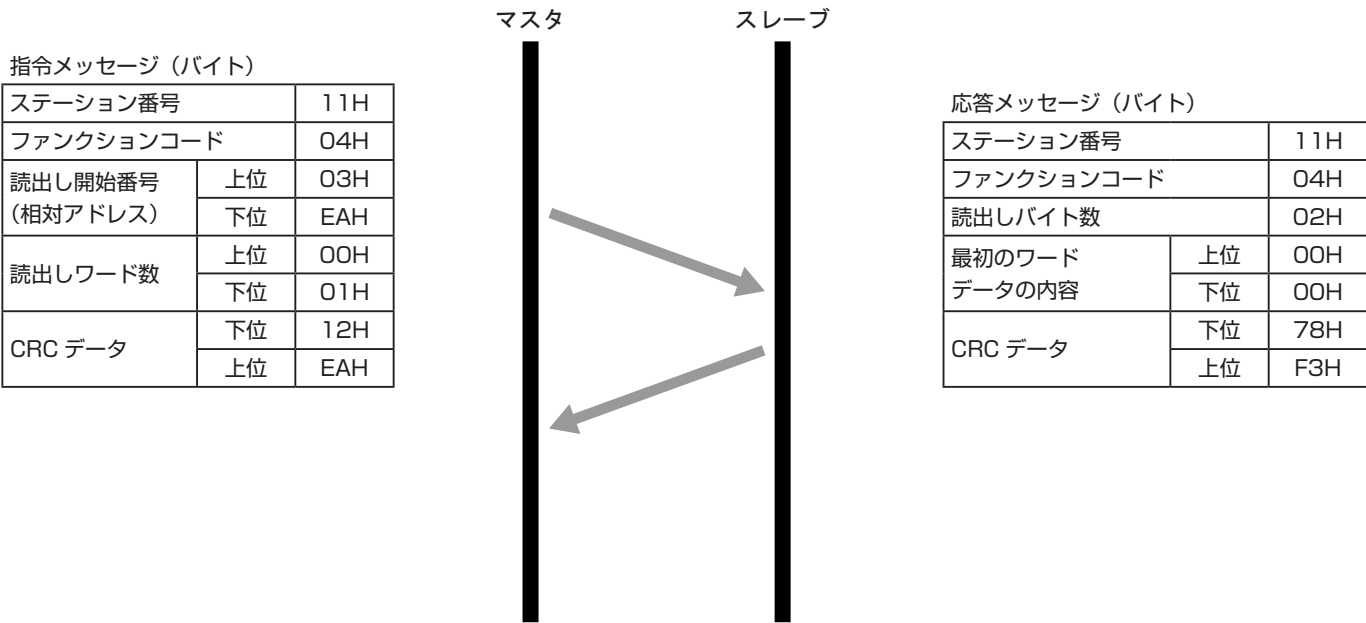 マスタ スレーブ
指令メッセージ（バイト）
ステーション番号 11H
ファンクションコード 04H
読出し開始番号
（相対アドレス）
上位 03H
下位 EAH
読出しワード数
上位 00H
下位 01H
CRC データ
下位 12H
上位 EAH
応答メッセージ（バイト）
ステーション番号 11H
ファンクションコード 04H
読出しバイト数 02H
最初のワード
データの内容
上位 00H
下位 00H
CRC データ
下位 78H
上位 F3H